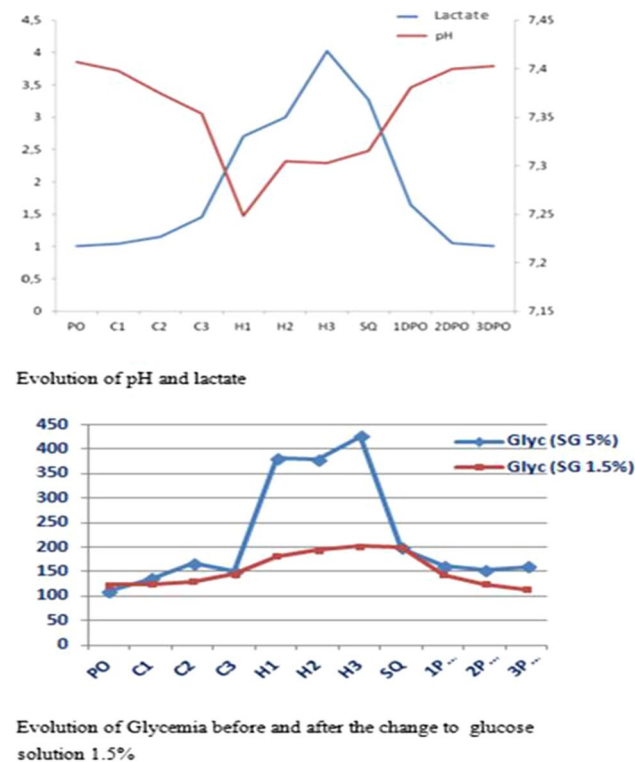 4,5 7,45
Lactate
pH
4 7,4
3,5
3 7,35
2,5
7,3
2
1,5 7,25
1
7,2
0,5
0 7,15
PO C1 C2 C3 H1 H2 H3 SQ 1DPO 2DPO 3DPO
Evolution of pH and lactate
450
Glyc (SG 5%)
400
Glyc (SG 1.5%)
350
300
250
200
150
100
50
0
PO C1 C2 C3 H1 H2 H3 SQ 1P... 2P... 3P...
Evolution of Glycemia before and after the change to glucose
solution 1.5%